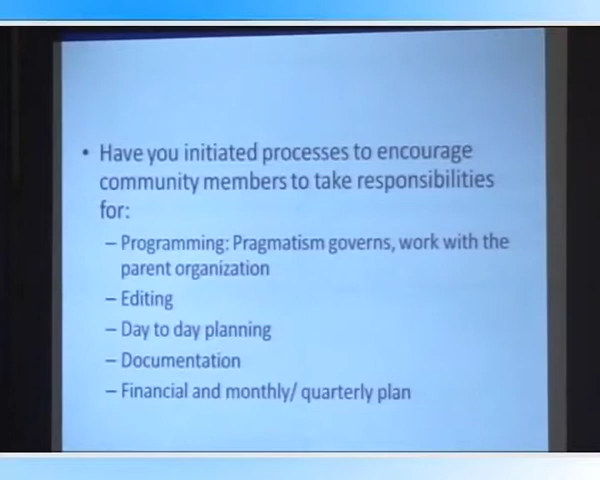 • Have you initiated processes to encourage
community members to take responsibilities
for:
– Programming: Pragmatism governs, work with the
parent organization
– Editing
– Day to day planning
– Documentation
– Financial and monthly/ quarterly plan